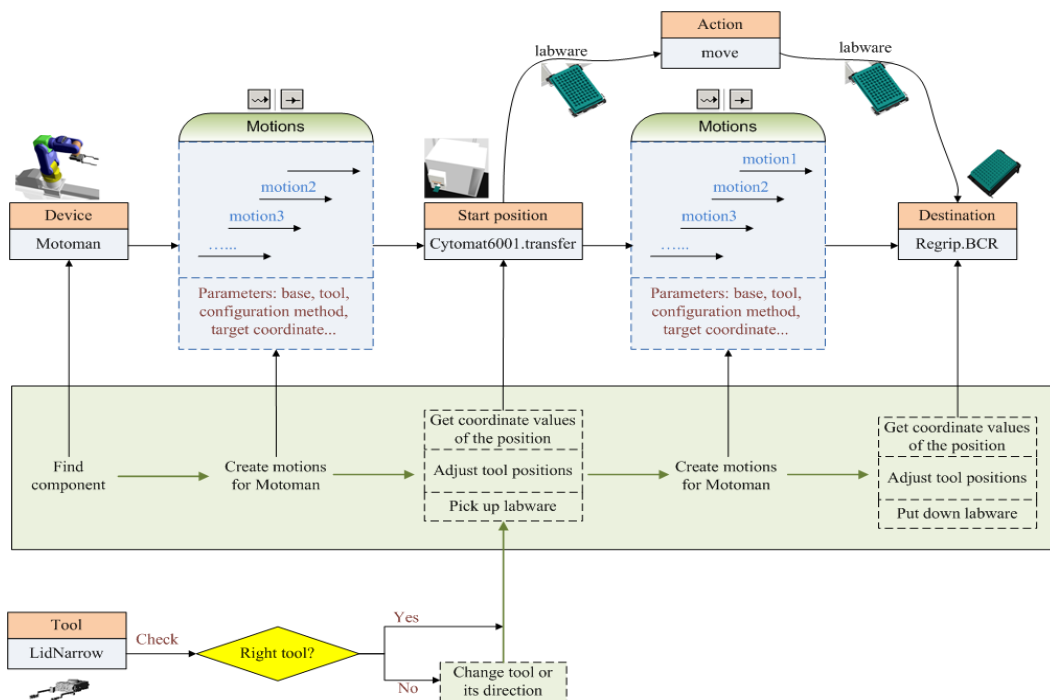 Action
move
labware
labware
Motions
motion2
motion3
…...
Parameters: base, tool,
configuration method,
target coordinate...
Motions
motion1
motion2
motion3
…...
Parameters: base, tool,
configuration method,
target coordinate...
Device
Motoman
Start position
Cytomat6001.transfer
Destination
Regrip.BCR
Find
component
Create motions
for Motoman
Get coordinate values
of the position
Adjust tool positions
Pick up labware
Create motions
for Motoman
Get coordinate values
of the position
Adjust tool positions
Put down labware
Tool
LidNarrow
Check
Right tool?
Yes
No
Change tool or
its direction